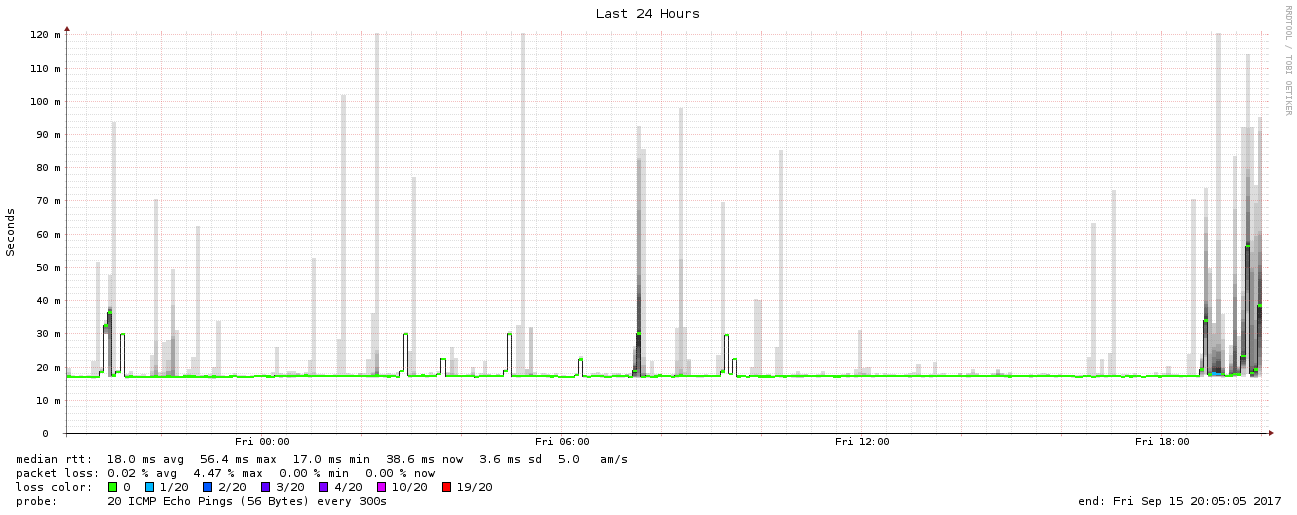 Last 24 Hours
RRDTOOL / TOBI OETIKER
Seconds
120 m
110 m
100 m
90 m
80 m
70 m
60 m
50 m
40 m
30 m
20 m
10 m
0
Fri 00:00 Fri 06:00 Fri 12:00 Fri 18:00
median rtt: 18.0 ms avg 56.4 ms max 17.0 ms min 38.6 ms now 3.6 ms sd 5.0 am/s
packet loss: 0.02 % avg 4.47 % max 0.00 % min 0.00 % now
loss color: 0 1/20 2/20 3/20 4/20 10/20 19/20
probe: 20 ICMP Echo Pings (56 Bytes) every 300s end: Fri Sep 15 20:05:05 2017